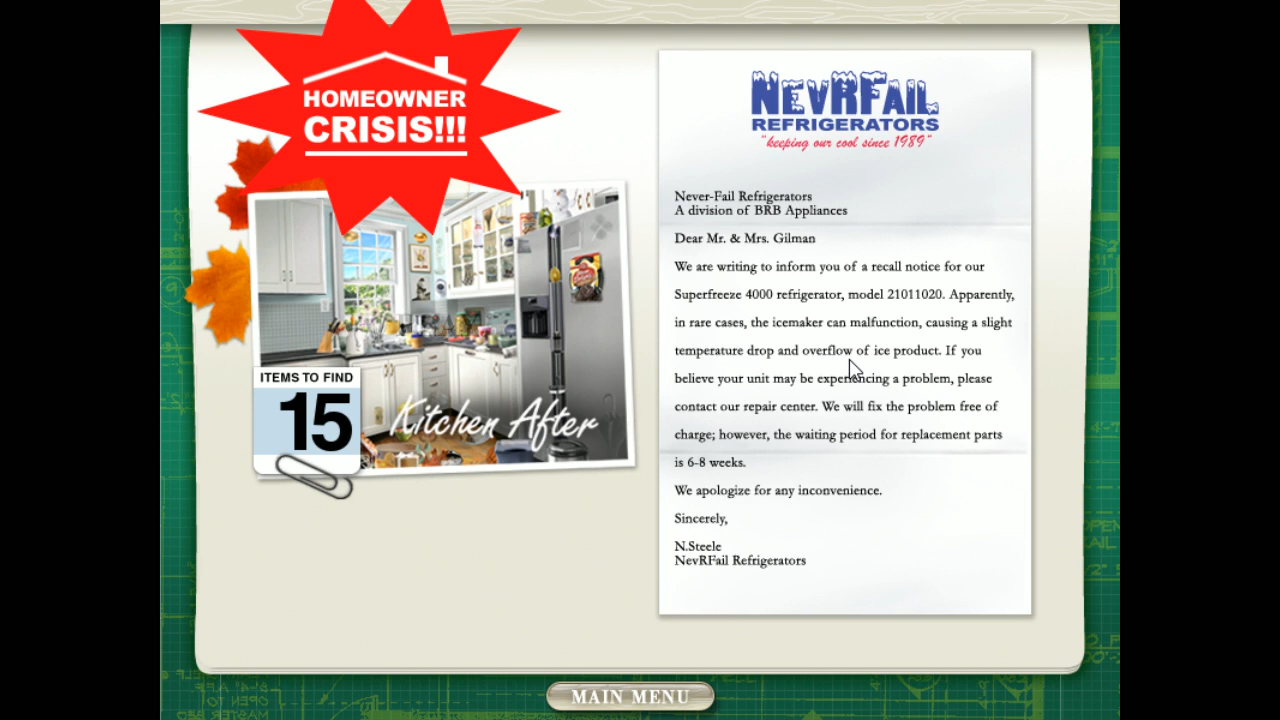 HOMEOWNER
CRISIS!!!
ITEMS TO FIND
15
Kitchen After
NEVRFAIL
REFRIGERATORS
"keeping our cool since 1989"
Never-Fail Refrigerators
A division of BRB Appliances
Dear Mr. & Mrs. Gilman
We are writing to inform you of a recall notice for our
Superfreeze 4000 refrigerator, model 21011020. Apparently,
in rare cases, the icemaker can malfunction, causing a slight
temperature drop and overflow of ice product. If you
believe your unit may be experiencing a problem, please
contact our repair center. We will fix the problem free of
charge; however, the waiting period for replacement parts
is 6-8 weeks.
We apologize for any inconvenience.
Sincerely,
N.Steele
NevRFail Refrigerators
MAIN MENU